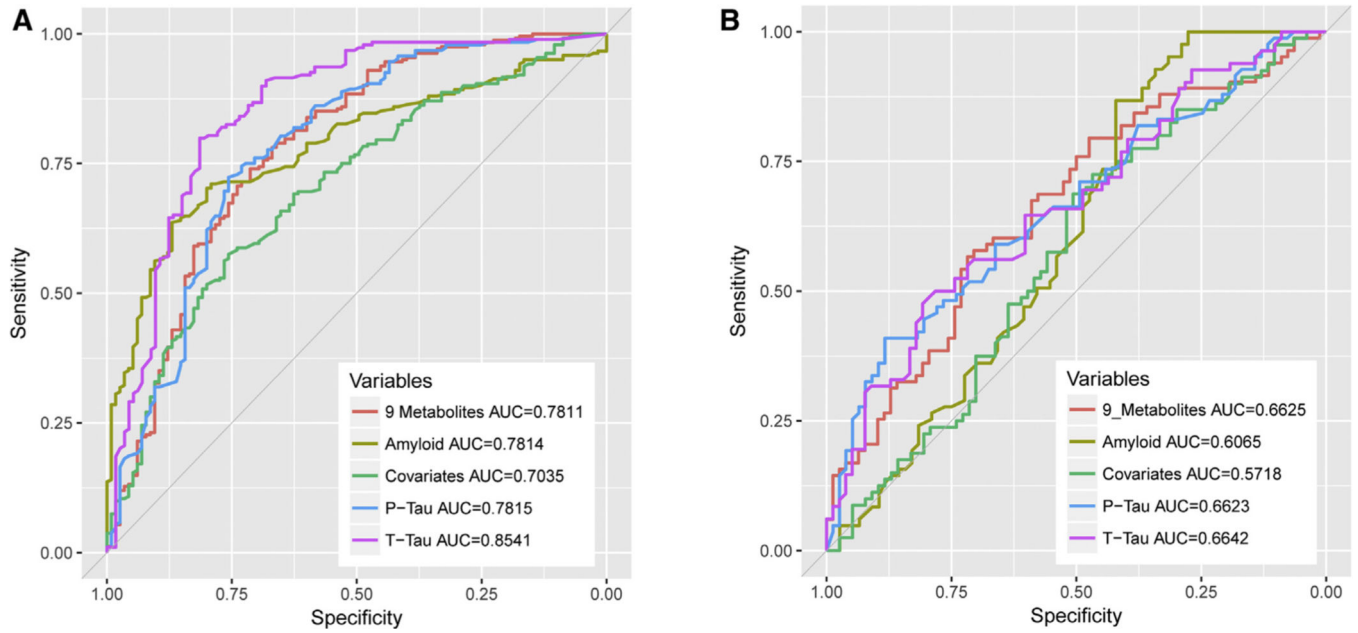 A
1.00
0.75
0.50
0.25
0.00
Sensitivity
1.00
0.75
0.50
0.25
0.00
Specificity
Variables
9 Metabolites AUC=0.7811
Amyloid AUC=0.7814
Covariates AUC=0.7035
P-Tau AUC=0.7815
T-Tau AUC=0.8541
B
1.00
0.75
0.50
0.25
0.00
Sensitivity
1.00
0.75
0.50
0.25
0.00
Specificity
Variables
9_Metabolites AUC=0.6625
Amyloid AUC=0.6065
Covariates AUC=0.5718
P-Tau AUC=0.6623
T-Tau AUC=0.6642